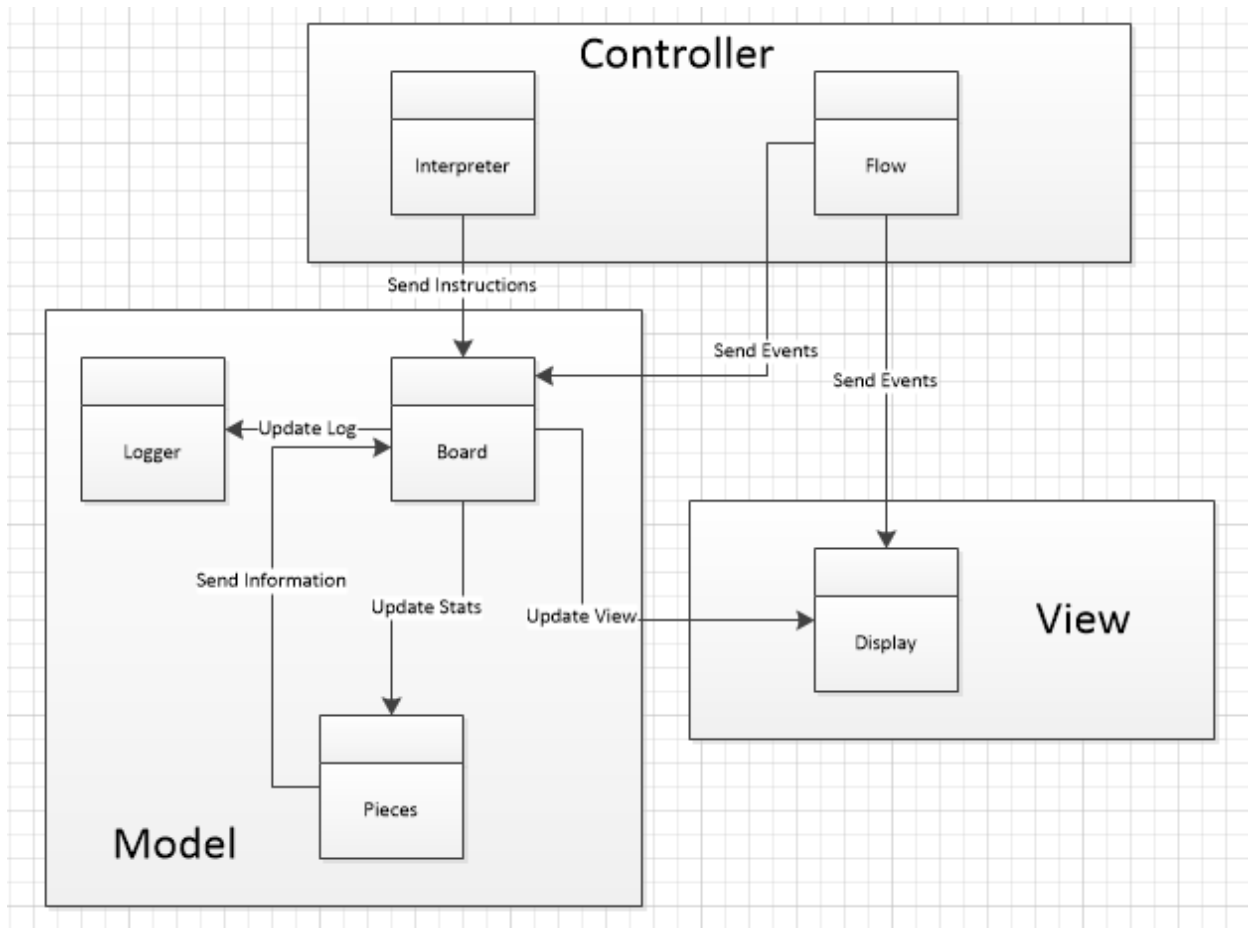 Controller
Interpreter
Flow
Send Instructions
Send Events
Send Events
Update Log
Logger
Board
Send Information
Update Stats
Update View
View
Display
Pieces
Model